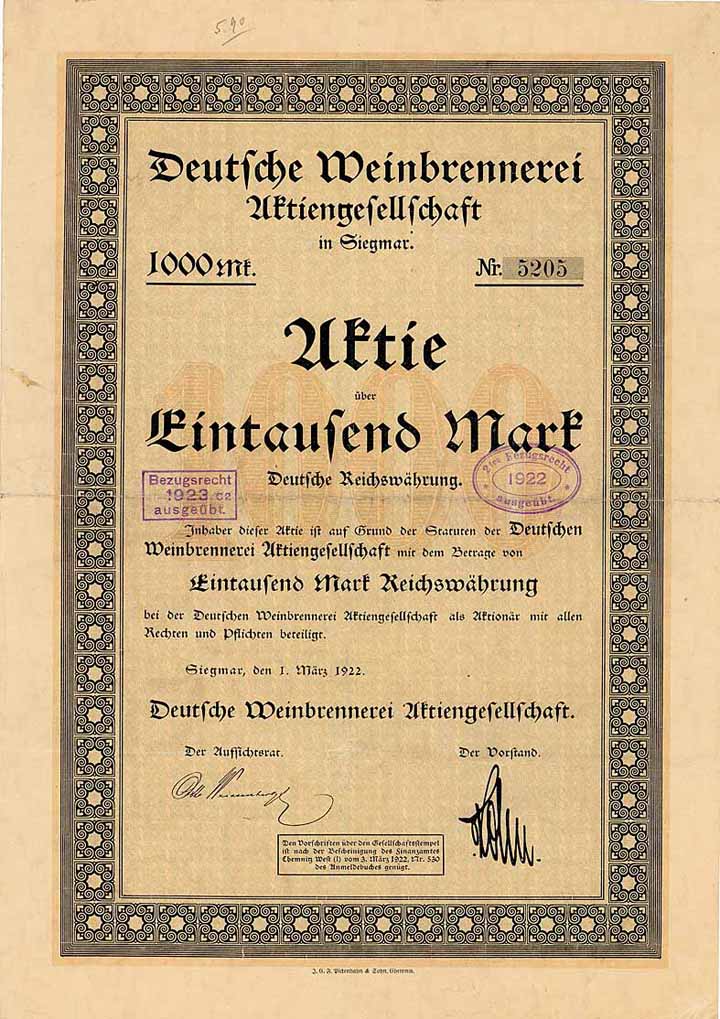 5.90
Deutsche Weinbrennerei
Aktiengesellschaft
in Siegmar.
1000 Mk.
Nr. 5205
Aktie
über
1000
Eintausend Mark
Deutsche Reichswährung.
Bezugsrecht
1923
ausgeübt.
Bezugsrecht
1922
ausgeübt.
Inhaber dieser Aktie ist auf Grund der Statuten der Deutschen
Weinbrennerei Aktiengesellschaft mit dem Betrage von
Eintausend Mark Reichswährung
bei der Deutschen Weinbrennerei Aktiengesellschaft als Aktionär mit allen
Rechten und Pflichten beteiligt.
Siegmar, den 1. März 1922.
Deutsche Weinbrennerei Aktiengesellschaft.
Der Aufsichtsrat.
Der Vorstand.
Den Vorschriften über den Gesellschaftsstempel
ist nach der Bescheinigung des Finanzamtes
Chemnitz West (I) vom 3. März 1922, Nr. 530
des Anmeldebuches genügt.
J. C. F. Pickenhahn & Sohn, Chemnitz.